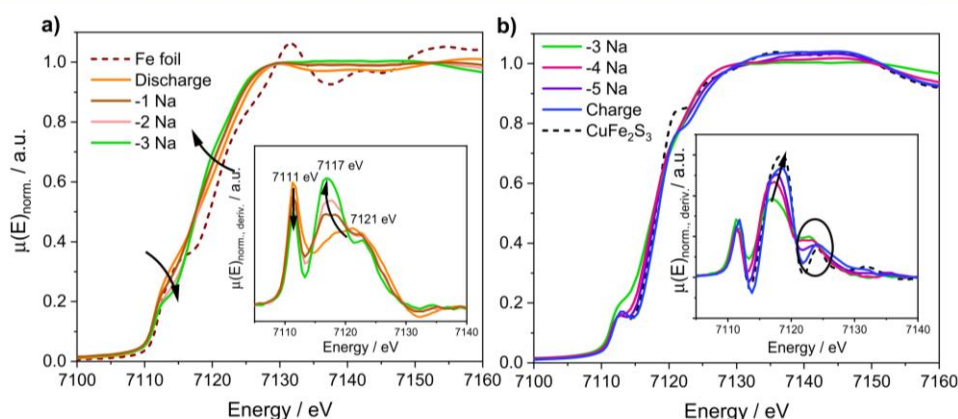 a)
Fe foil
Discharge
-1 Na
-2 Na
-3 Na
μ(E)norm. / a.u.
1.0
0.8
0.6
0.4
0.2
0.0
7100 7110 7120 7130 7140 7150 7160
Energy / eV
7111 eV
7117 eV
7121 eV
μ(E)norm., deriv. / a.u.
7110 7120 7130 7140
Energy / eV
b)
-3 Na
-4 Na
-5 Na
Charge
CuFe₂S₃
μ(E)norm. / a.u.
1.0
0.8
0.6
0.4
0.2
0.0
7100 7110 7120 7130 7140 7150 7160
Energy / eV
μ(E)norm., deriv. / a.u.
7110 7120 7130 7140
Energy / eV